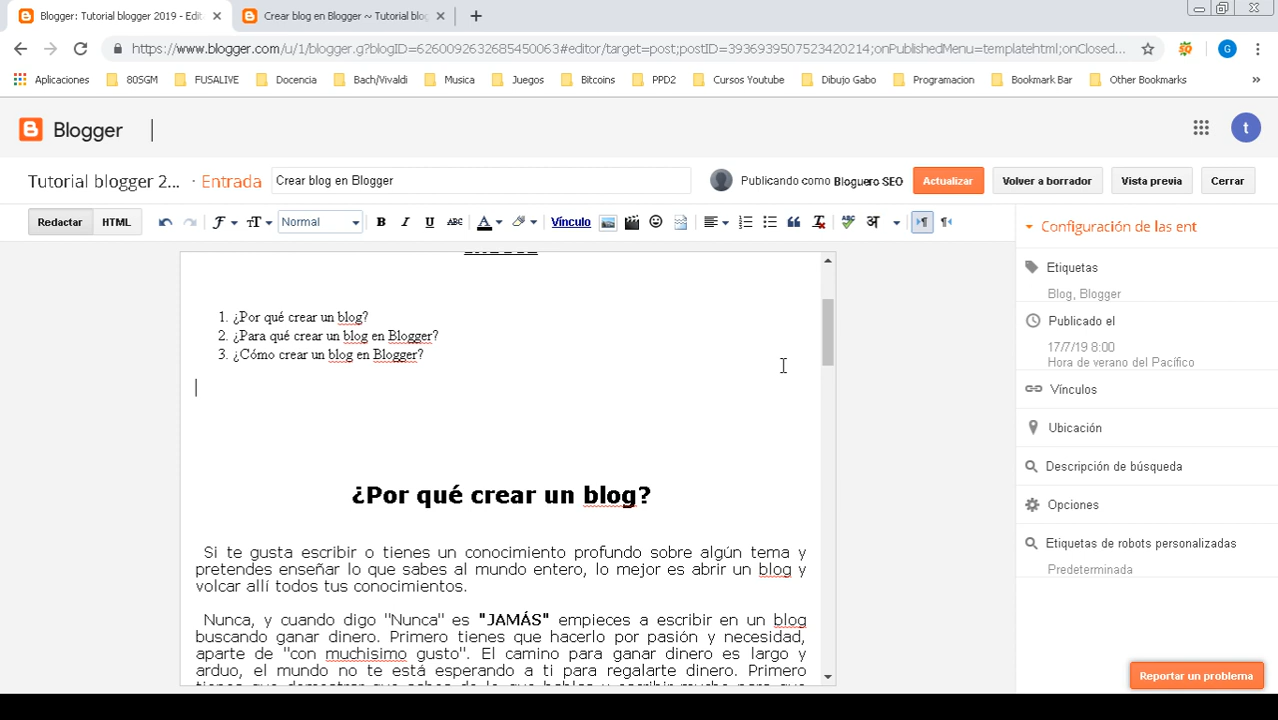 Blogger: Tutorial blogger 2019 - Edit
Crear blog en Blogger ~ Tutorial blog
https://www.blogger.com/u/1/blogger.g?blogID=6260092632685450063#editor/target=post;postID=3936939507523420214;onPublishedMenu=templatehtml;onClosed...
G
Aplicaciones
80SGM
FUSALIVE
Docencia
Bach/Vivaldi
Musica
Juegos
Bitcoins
PPD2
Cursos Youtube
Dibujo Gabo
Programacion
Bookmark Bar
Other Bookmarks
Blogger
t
Tutorial blogger 2...
· Entrada
Crear blog en Blogger
Publicando como Bloguero SEO
Actualizar
Volver a borrador
Vista previa
Cerrar
Redactar
HTML
Normal
B
I
U
ABC
A
Vínculo
Configuración de las ent
Etiquetas
Blog, Blogger
Publicado el
17/7/19 8:00
Hora de verano del Pacífico
Vínculos
Ubicación
Descripción de búsqueda
Opciones
Etiquetas de robots personalizadas
Predeterminada
1. ¿Por qué crear un blog?
2. ¿Para qué crear un blog en Blogger?
3. ¿Cómo crear un blog en Blogger?
¿Por qué crear un blog?
Si te gusta escribir o tienes un conocimiento profundo sobre algún tema y
pretendes enseñar lo que sabes al mundo entero, lo mejor es abrir un blog y
volcar allí todos tus conocimientos.
Nunca, y cuando digo "Nunca" es "JAMÁS" empieces a escribir en un blog
buscando ganar dinero. Primero tienes que hacerlo por pasión y necesidad,
aparte de "con muchisimo gusto". El camino para ganar dinero es largo y
arduo, el mundo no te está esperando a ti para regalarte dinero. Primero
Reportar un problema